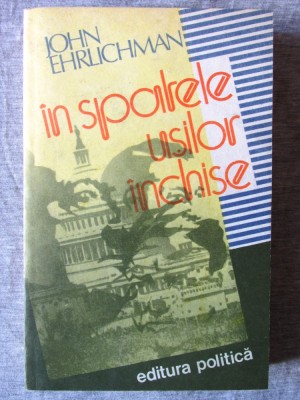 JOHN
EHRLICHMAN
în spatele
ușilor
închise
editura politică